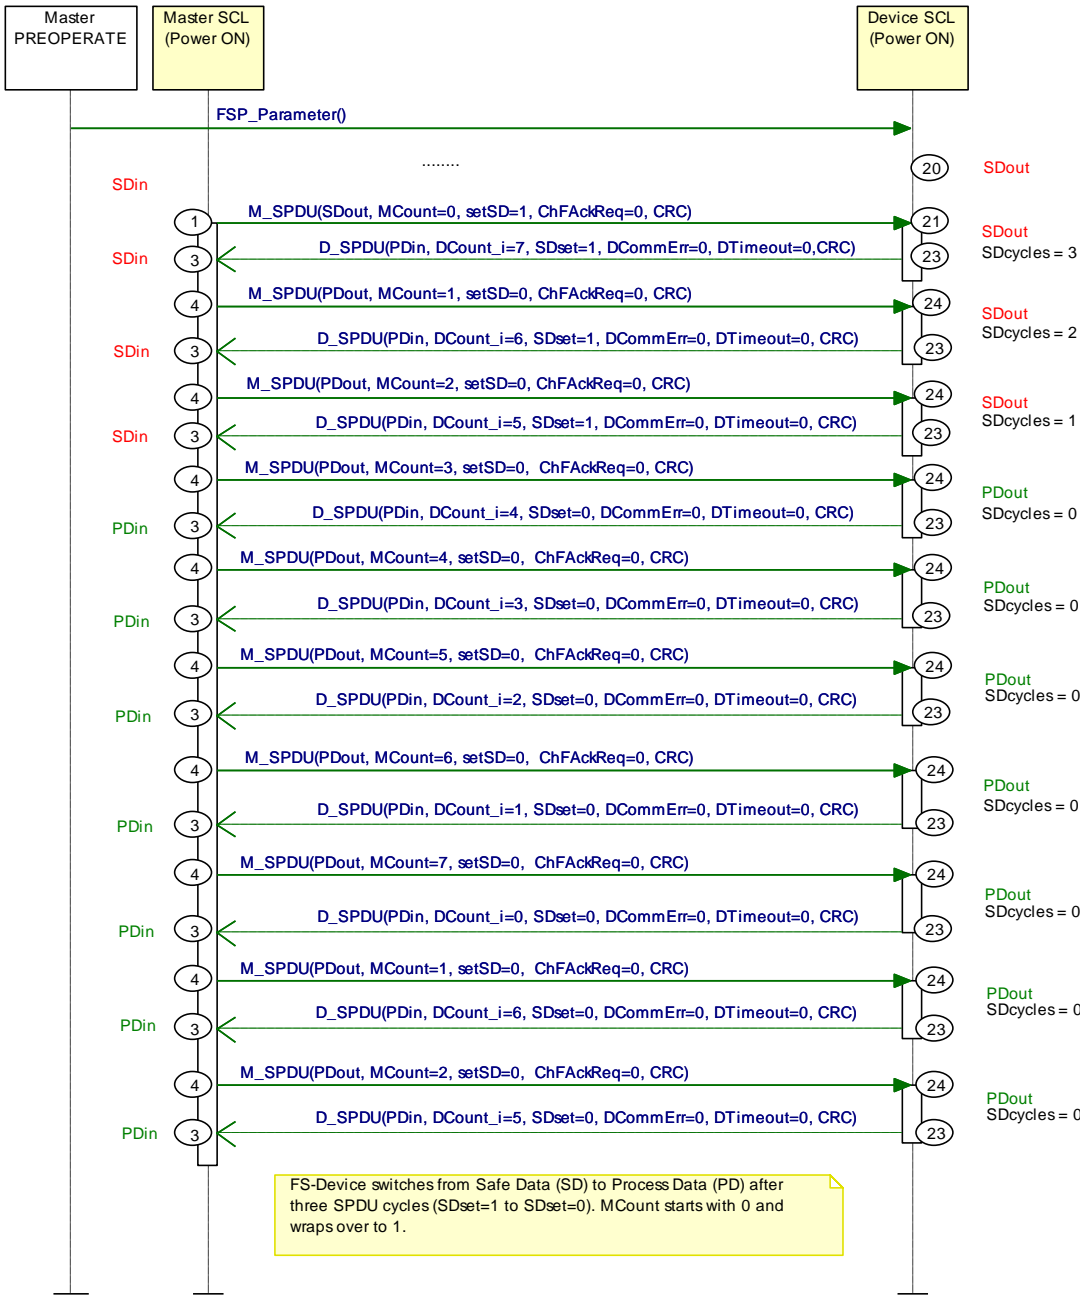 Master
PREOPERATE
Master SCL
(Power ON)
Device SCL
(Power ON)
FSP_Parameter()
........
20
SDout
SDin
1
M_SPDU(SDout, MCount=0, setSD=1, ChFAckReq=0, CRC)
21
SDout
SDcycles = 3
SDin
3
D_SPDU(PDin, DCount_i=7, SDset=1, DCommErr=0, DTimeout=0,CRC)
23
4
M_SPDU(PDout, MCount=1, setSD=0, ChFAckReq=0, CRC)
24
SDout
SDcycles = 2
SDin
3
D_SPDU(PDin, DCount_i=6, SDset=1, DCommErr=0, DTimeout=0, CRC)
23
4
M_SPDU(PDout, MCount=2, setSD=0, ChFAckReq=0, CRC)
24
SDout
SDcycles = 1
SDin
3
D_SPDU(PDin, DCount_i=5, SDset=1, DCommErr=0, DTimeout=0, CRC)
23
4
M_SPDU(PDout, MCount=3, setSD=0, ChFAckReq=0, CRC)
24
PDout
SDcycles = 0
PDin
3
D_SPDU(PDin, DCount_i=4, SDset=0, DCommErr=0, DTimeout=0, CRC)
23
4
M_SPDU(PDout, MCount=4, setSD=0, ChFAckReq=0, CRC)
24
PDout
SDcycles = 0
PDin
3
D_SPDU(PDin, DCount_i=3, SDset=0, DCommErr=0, DTimeout=0, CRC)
23
4
M_SPDU(PDout, MCount=5, setSD=0, ChFAckReq=0, CRC)
24
PDout
SDcycles = 0
PDin
3
D_SPDU(PDin, DCount_i=2, SDset=0, DCommErr=0, DTimeout=0, CRC)
23
4
M_SPDU(PDout, MCount=6, setSD=0, ChFAckReq=0, CRC)
24
PDout
SDcycles = 0
PDin
3
D_SPDU(PDin, DCount_i=1, SDset=0, DCommErr=0, DTimeout=0, CRC)
23
4
M_SPDU(PDout, MCount=7, setSD=0, ChFAckReq=0, CRC)
24
PDout
SDcycles = 0
PDin
3
D_SPDU(PDin, DCount_i=0, SDset=0, DCommErr=0, DTimeout=0, CRC)
23
4
M_SPDU(PDout, MCount=1, setSD=0, ChFAckReq=0, CRC)
24
PDout
SDcycles = 0
PDin
3
D_SPDU(PDin, DCount_i=6, SDset=0, DCommErr=0, DTimeout=0, CRC)
23
4
M_SPDU(PDout, MCount=2, setSD=0, ChFAckReq=0, CRC)
24
PDout
SDcycles = 0
PDin
3
D_SPDU(PDin, DCount_i=5, SDset=0, DCommErr=0, DTimeout=0, CRC)
23
FS-Device switches from Safe Data (SD) to Process Data (PD) after
three SPDU cycles (SDset=1 to SDset=0). MCount starts with 0 and
wraps over to 1.